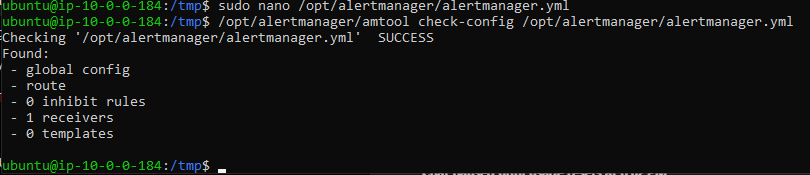 ubuntu@ip-10-0-0-184:/tmp$ sudo nano /opt/alertmanager/alertmanager.yml
ubuntu@ip-10-0-0-184:/tmp$ /opt/alertmanager/amtool check-config /opt/alertmanager/alertmanager.yml
Checking '/opt/alertmanager/alertmanager.yml'  SUCCESS
Found:
 - global config
 - route
 - 0 inhibit rules
 - 1 receivers
 - 0 templates
ubuntu@ip-10-0-0-184:/tmp$